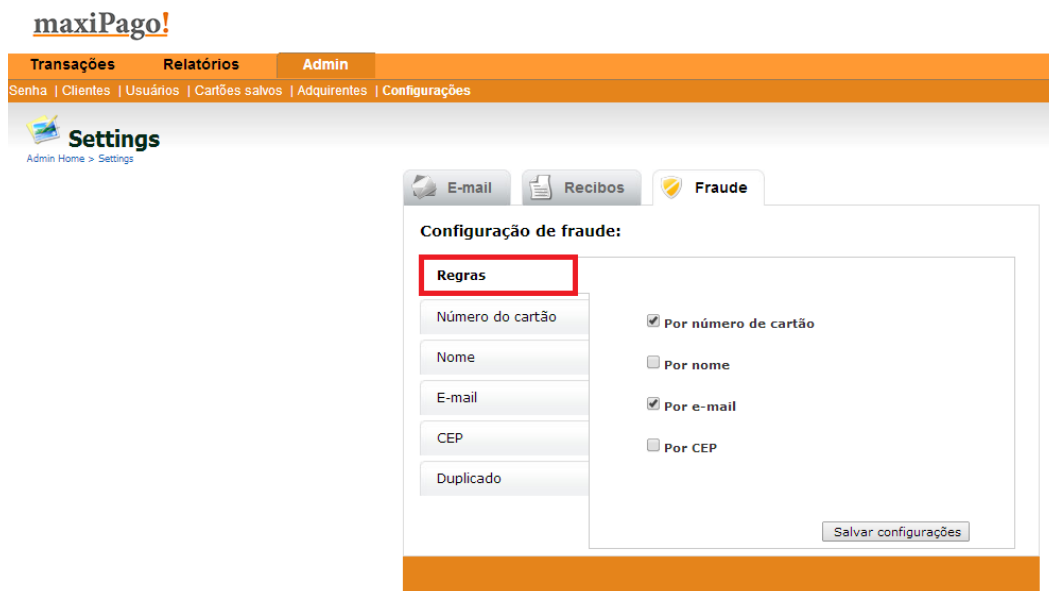 maxiPago!
Transações Relatórios Admin
Senha | Clientes | Usuários | Cartões salvos | Adquirentes | Configurações
Settings
Admin Home > Settings
E-mail Recibos Fraude
Configuração de fraude:
Regras
Número do cartão
Nome
E-mail
CEP
Duplicado
Por número de cartão
Por nome
Por e-mail
Por CEP
Salvar configurações